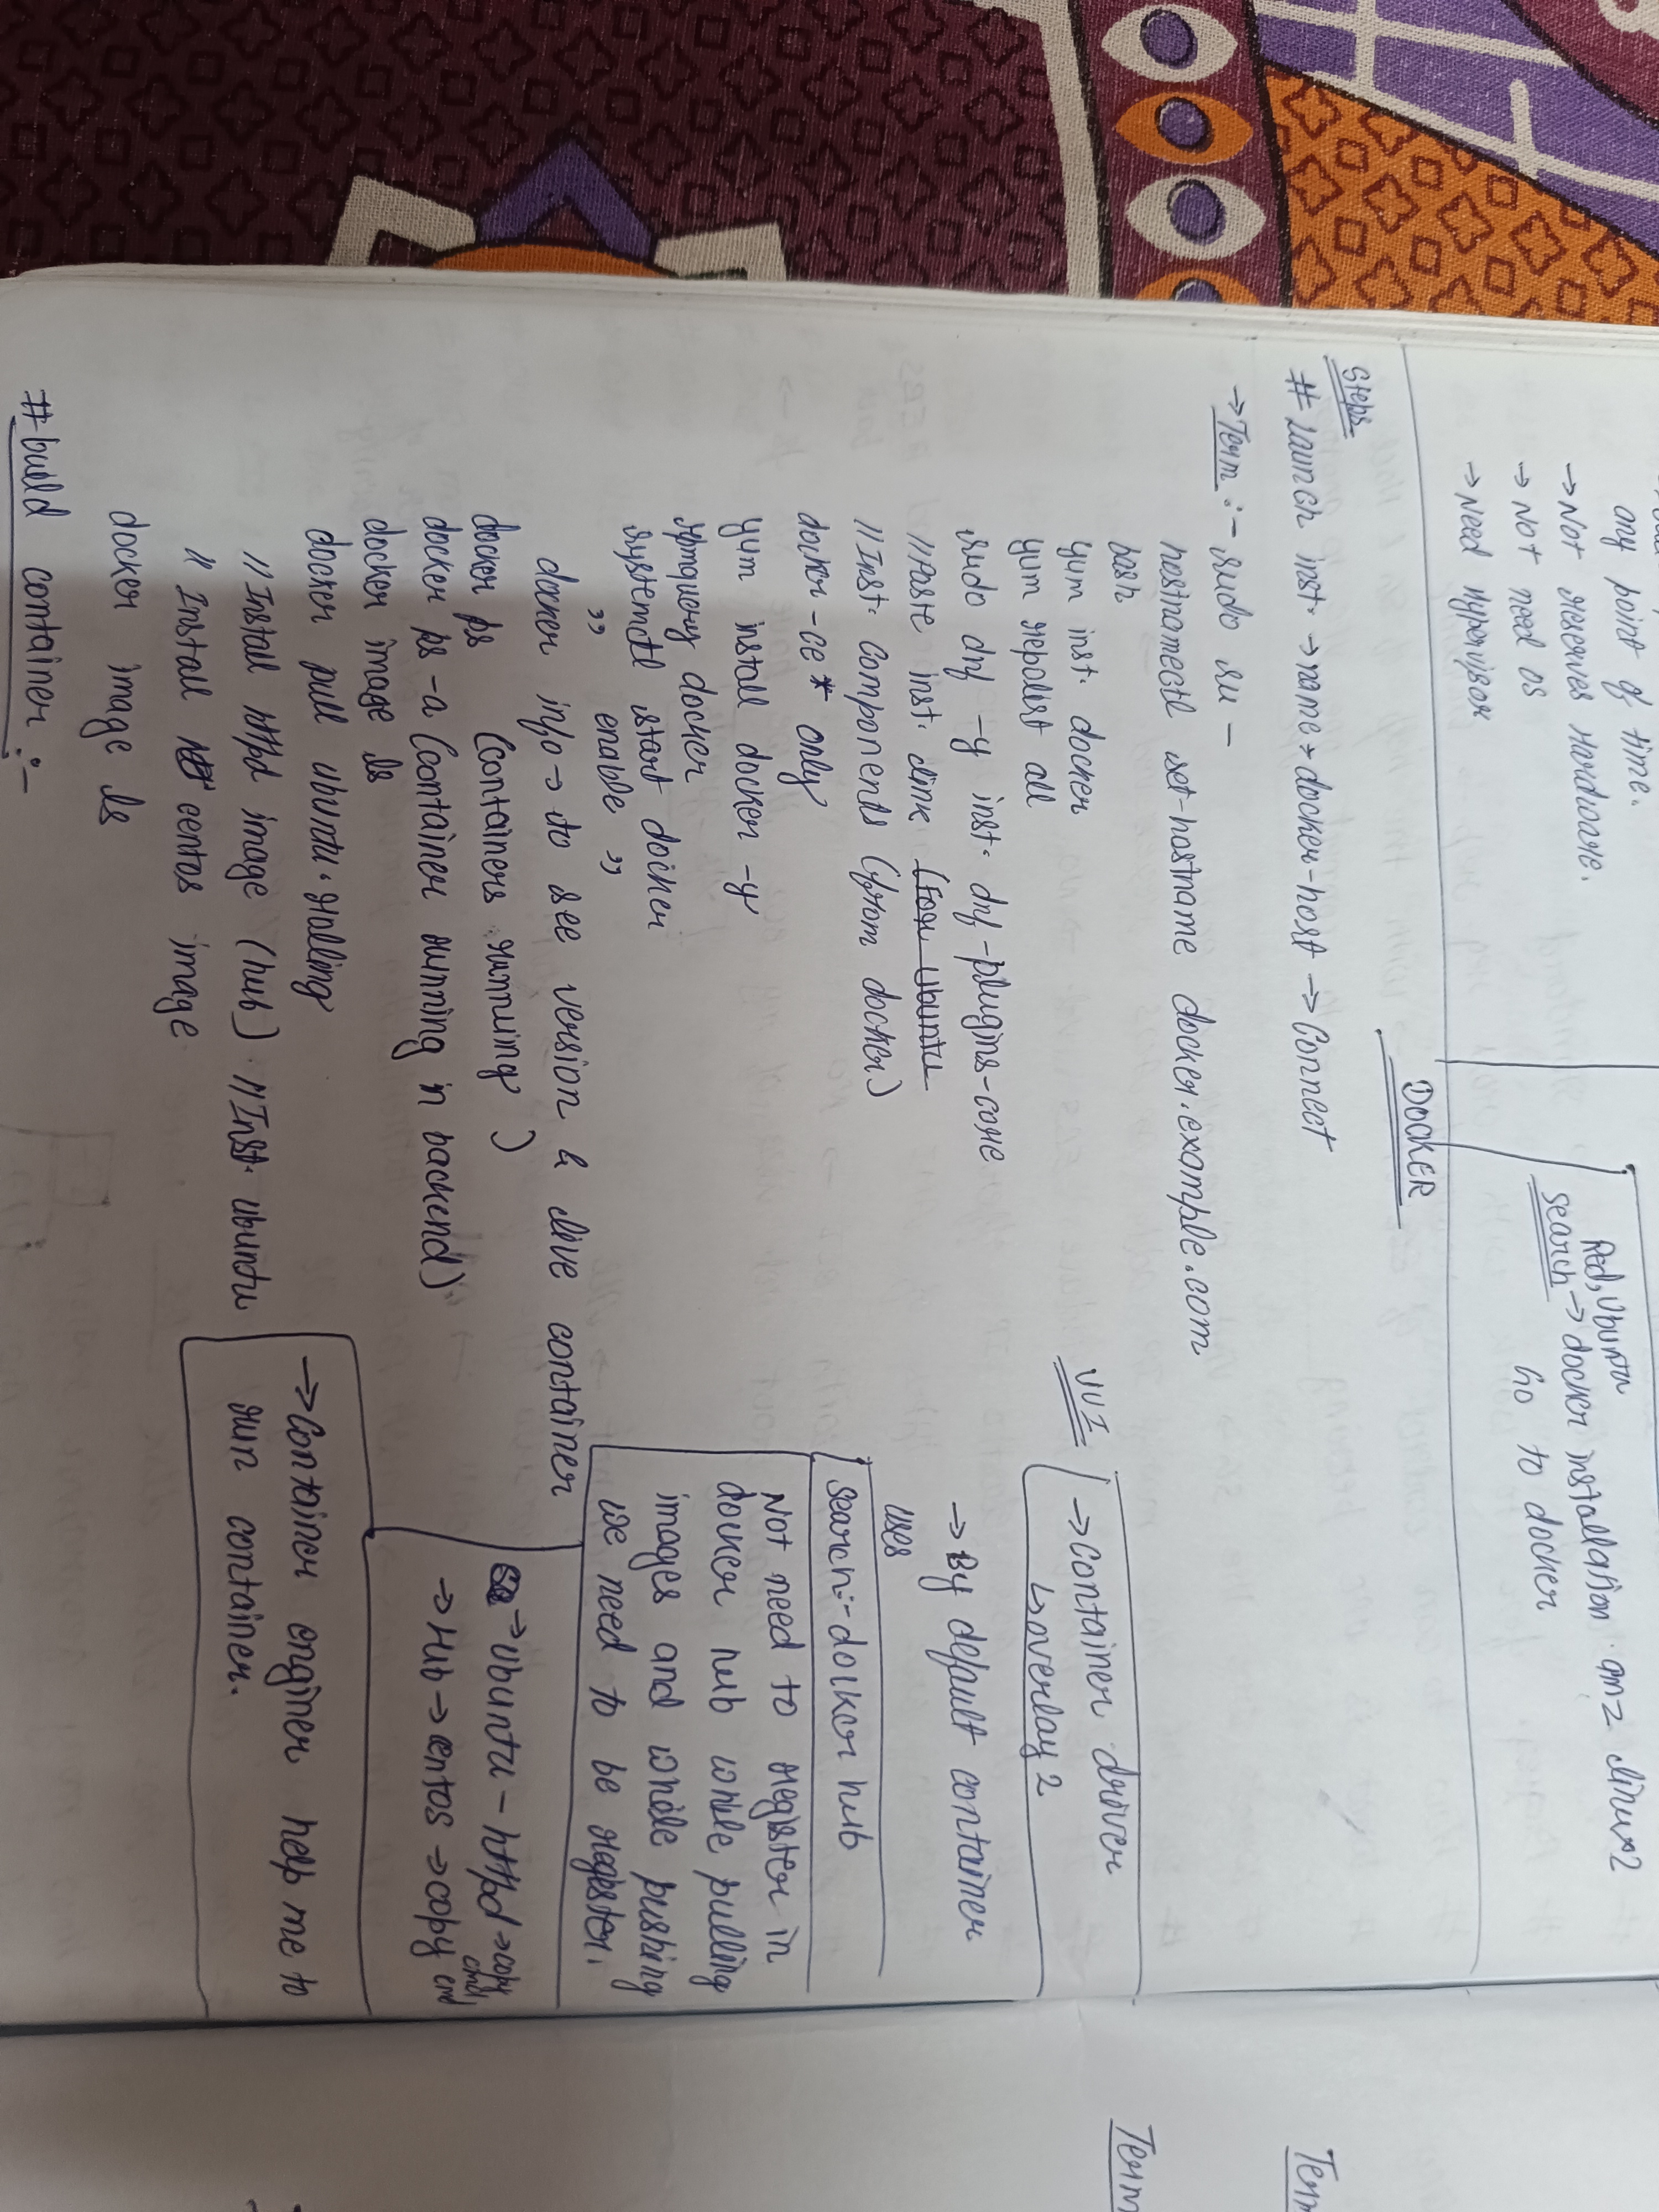 any point of time.
→ Not reserves Hardware.
→ Not need OS
→ Need Hypervisor
Red, Ubuntu
Search → docker installation on linux2
Go to docker
DOCKER
Steps
# Launch inst. → name → docker-host → Connect
→ Term :- sudo su -
hostnamectl set-hostname docker.example.com
bash
yum inst. docker
yum repolist all
sudo dnf -y inst. dnf-plugins-core
//Paste inst. link (For Ubuntu
//Inst. Components (from docker)
docker-ce* only
yum install docker -y
rpmquery docker
systemctl start docker
,, enable ,,
docker info → to see version & live container
docker ps (containers running)
docker ps -a (container running in backend)
docker image ls
docker pull ubuntu.rolling
//Install httpd image (hub) //Inst. ubuntu
// Install centos image
docker image ls
# build container :-
VVI
→ Container driver
↳ overlay 2
→ By default container
uses
Search:- docker hub
Not need to register in
docker hub while pulling
images and while pushing
we need to be register.
→ Ubuntu - httpd → copy
cmd
→ Hub → centos → copy cmd
→ Container enginer help me to
run container.
Term
Term